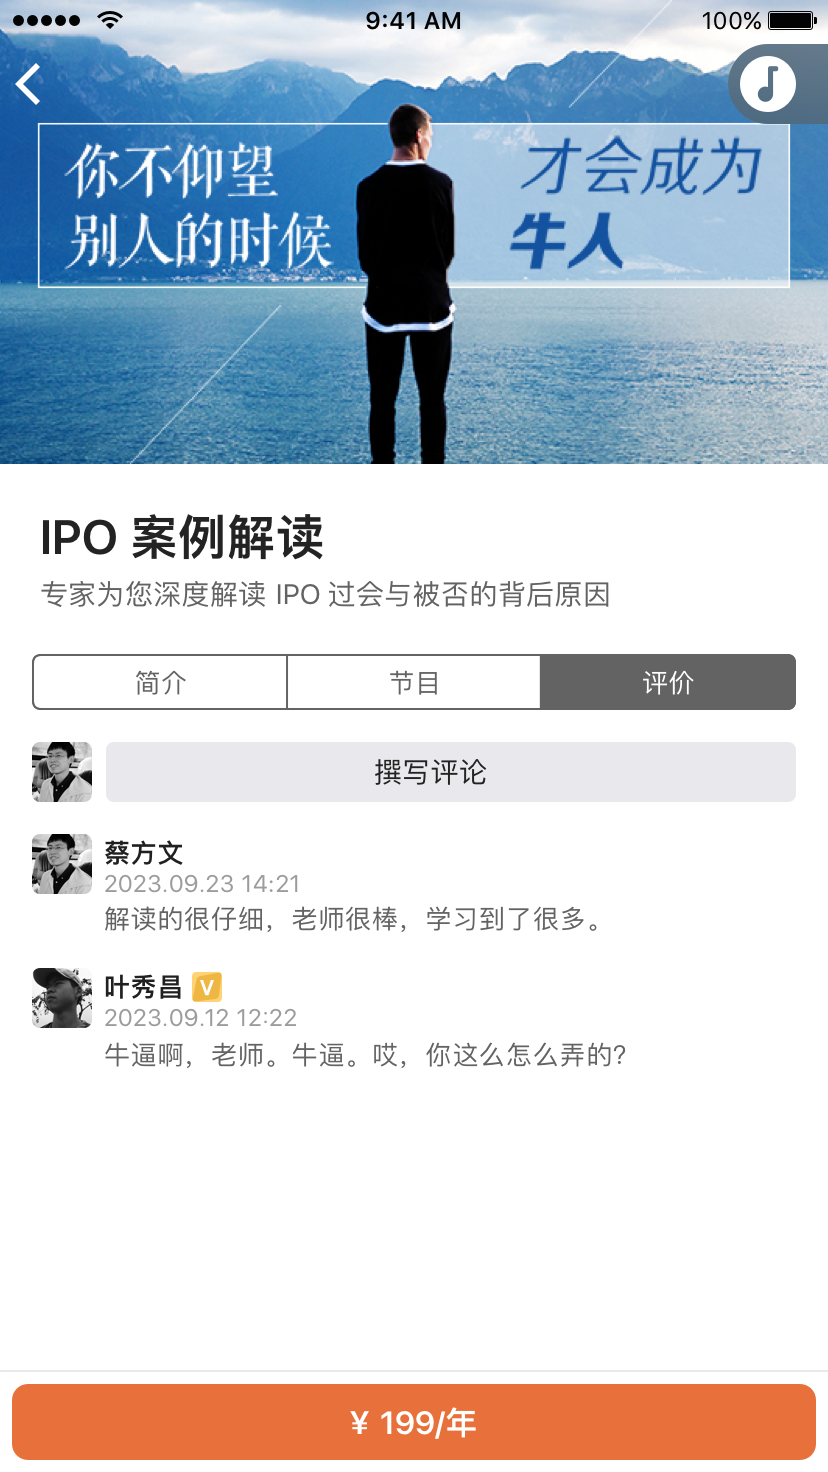 9:41 AM
100%
你不仰望
别人的时候
才会成为
牛人
IPO 案例解读
专家为您深度解读 IPO 过会与被否的背后原因
简介
节目
评价
撰写评论
蔡方文
2023.09.23 14:21
解读的很仔细，老师很棒，学习到了很多。
叶秀昌 V
2023.09.12 12:22
牛逼啊，老师。牛逼。哎，你这么怎么弄的?
¥ 199/年